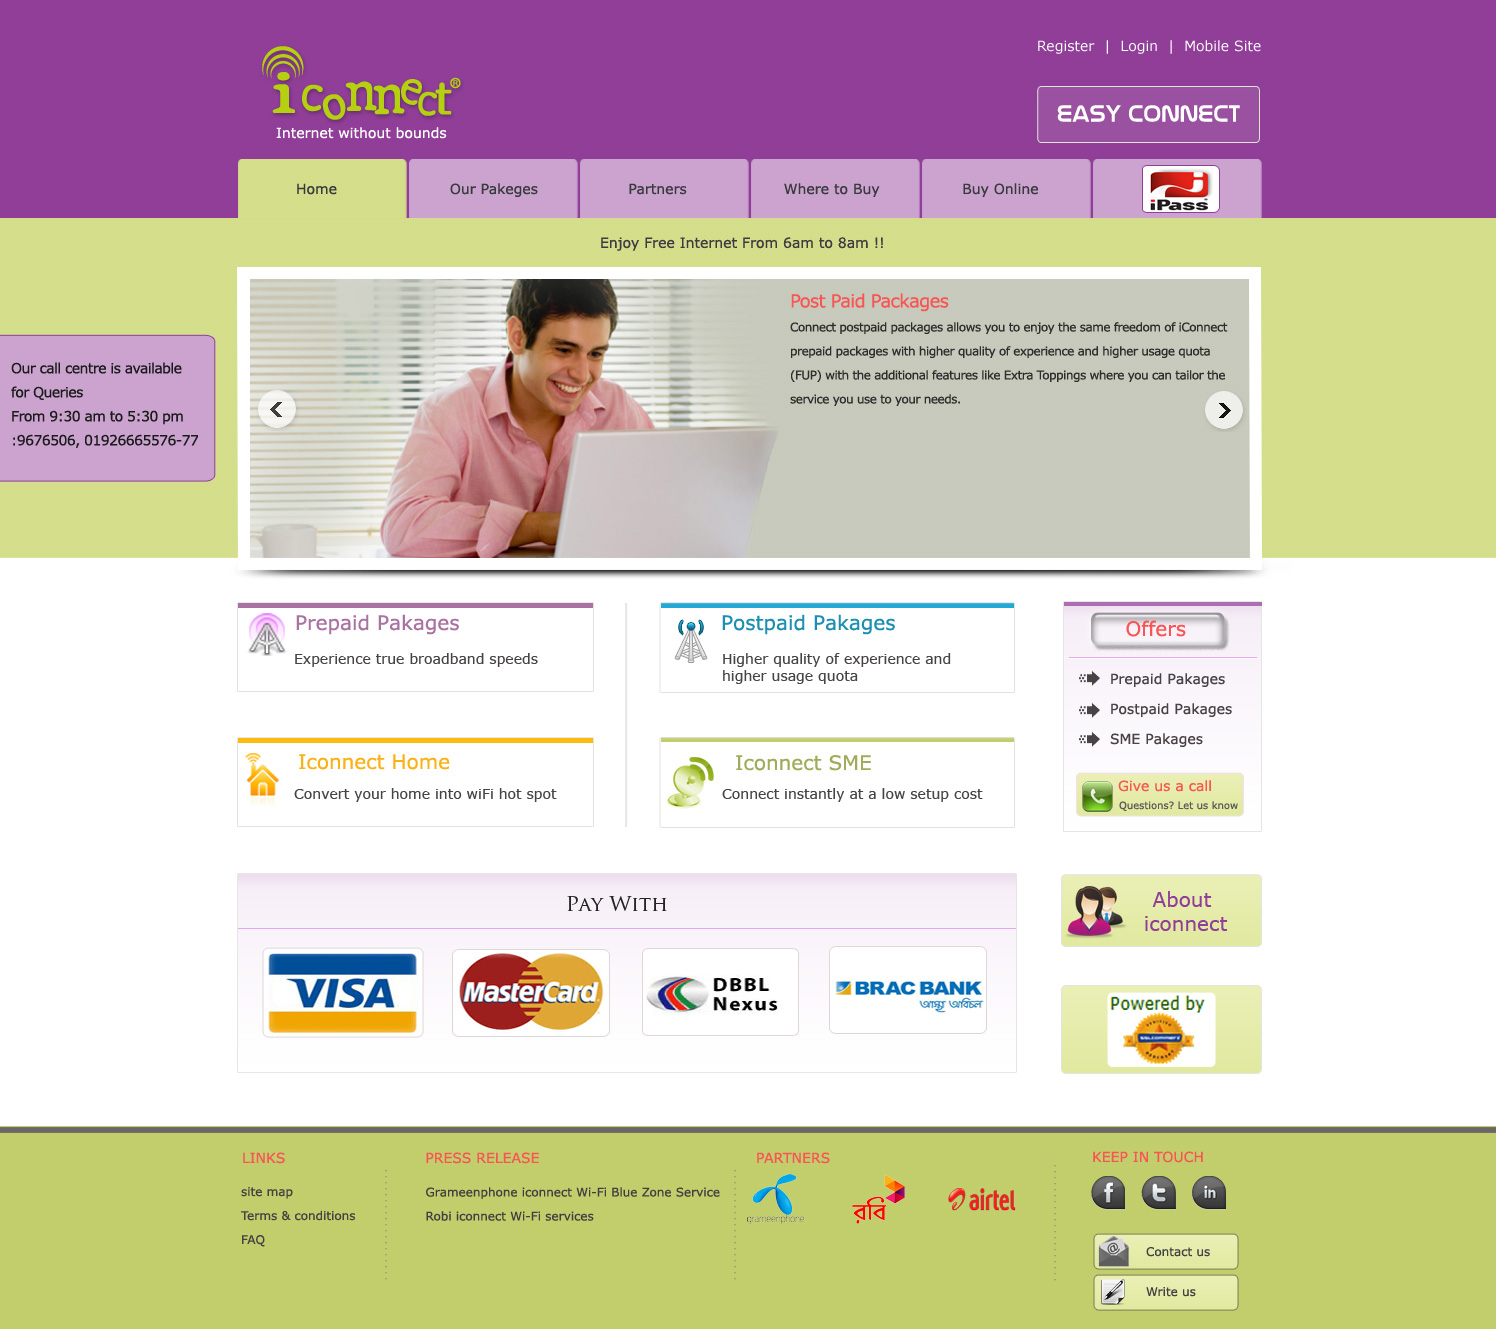 Register | Login | Mobile Site
iconnect®
Internet without bounds
EASY CONNECT
Home
Our Pakeges
Partners
Where to Buy
Buy Online
iPass
Enjoy Free Internet From 6am to 8am !!
Our call centre is available
for Queries
From 9:30 am to 5:30 pm
:9676506, 01926665576-77
Post Paid Packages
Connect postpaid packages allows you to enjoy the same freedom of iConnect
prepaid packages with higher quality of experience and higher usage quota
(FUP) with the additional features like Extra Toppings where you can tailor the
service you use to your needs.
Prepaid Pakages
Experience true broadband speeds
Postpaid Pakages
Higher quality of experience and
higher usage quota
Iconnect Home
Convert your home into wiFi hot spot
Iconnect SME
Connect instantly at a low setup cost
Offers
Prepaid Pakages
Postpaid Pakages
SME Pakages
Give us a call
Questions? Let us know
Pay With
VISA
MasterCard
DBBL
Nexus
BRAC BANK
আস্থা অবিচল
About
iconnect
Powered by
SSLCOMMERZ
LINKS
site map
Terms & conditions
FAQ
PRESS RELEASE
Grameenphone iconnect Wi-Fi Blue Zone Service
Robi iconnect Wi-Fi services
PARTNERS
grameenphone
রবি
airtel
KEEP IN TOUCH
f
t
in
Contact us
Write us